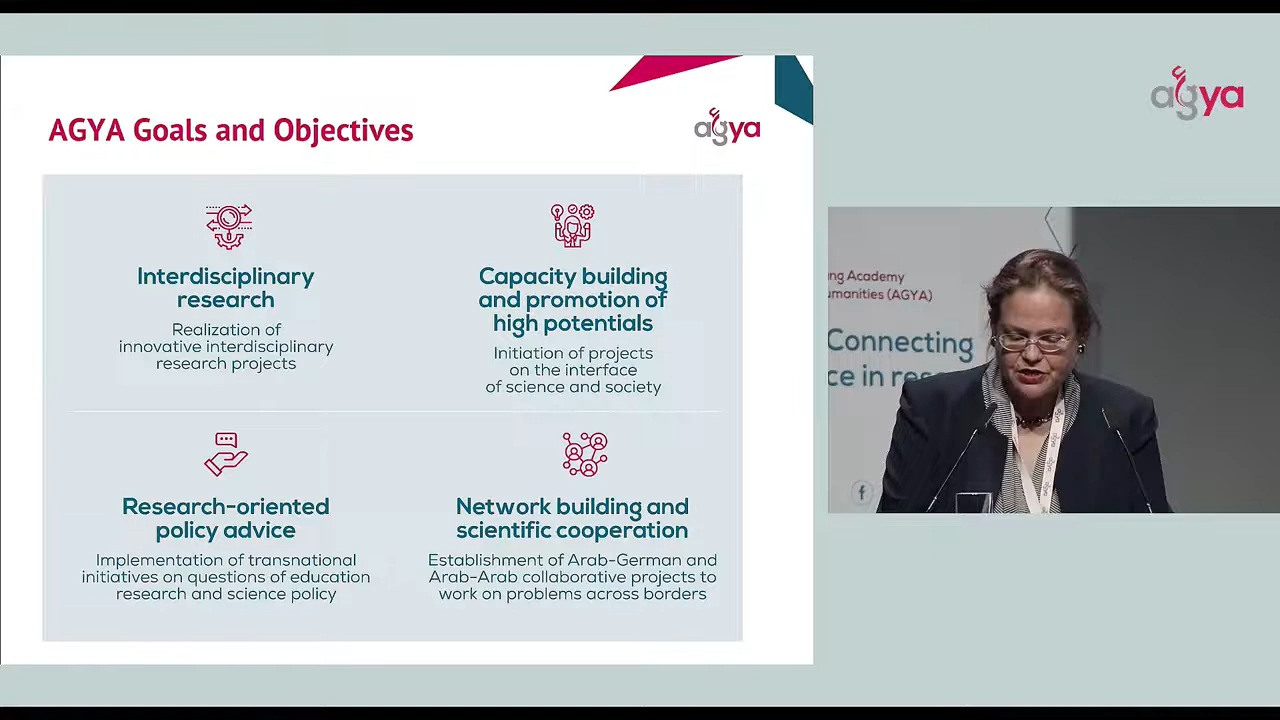 AGYA Goals and Objectives
agya
Interdisciplinary
research
Realization of
innovative interdisciplinary
research projects
Capacity building
and promotion of
high potentials
Initiation of projects
on the interface
of science and society
Research-oriented
policy advice
Implementation of transnational
initiatives on questions of education
research and science policy
Network building and
scientific cooperation
Establishment of Arab-German and
Arab-Arab collaborative projects to
work on problems across borders
agya
ng Academy
umanities (AGYA)
Connecting
ce in res
f